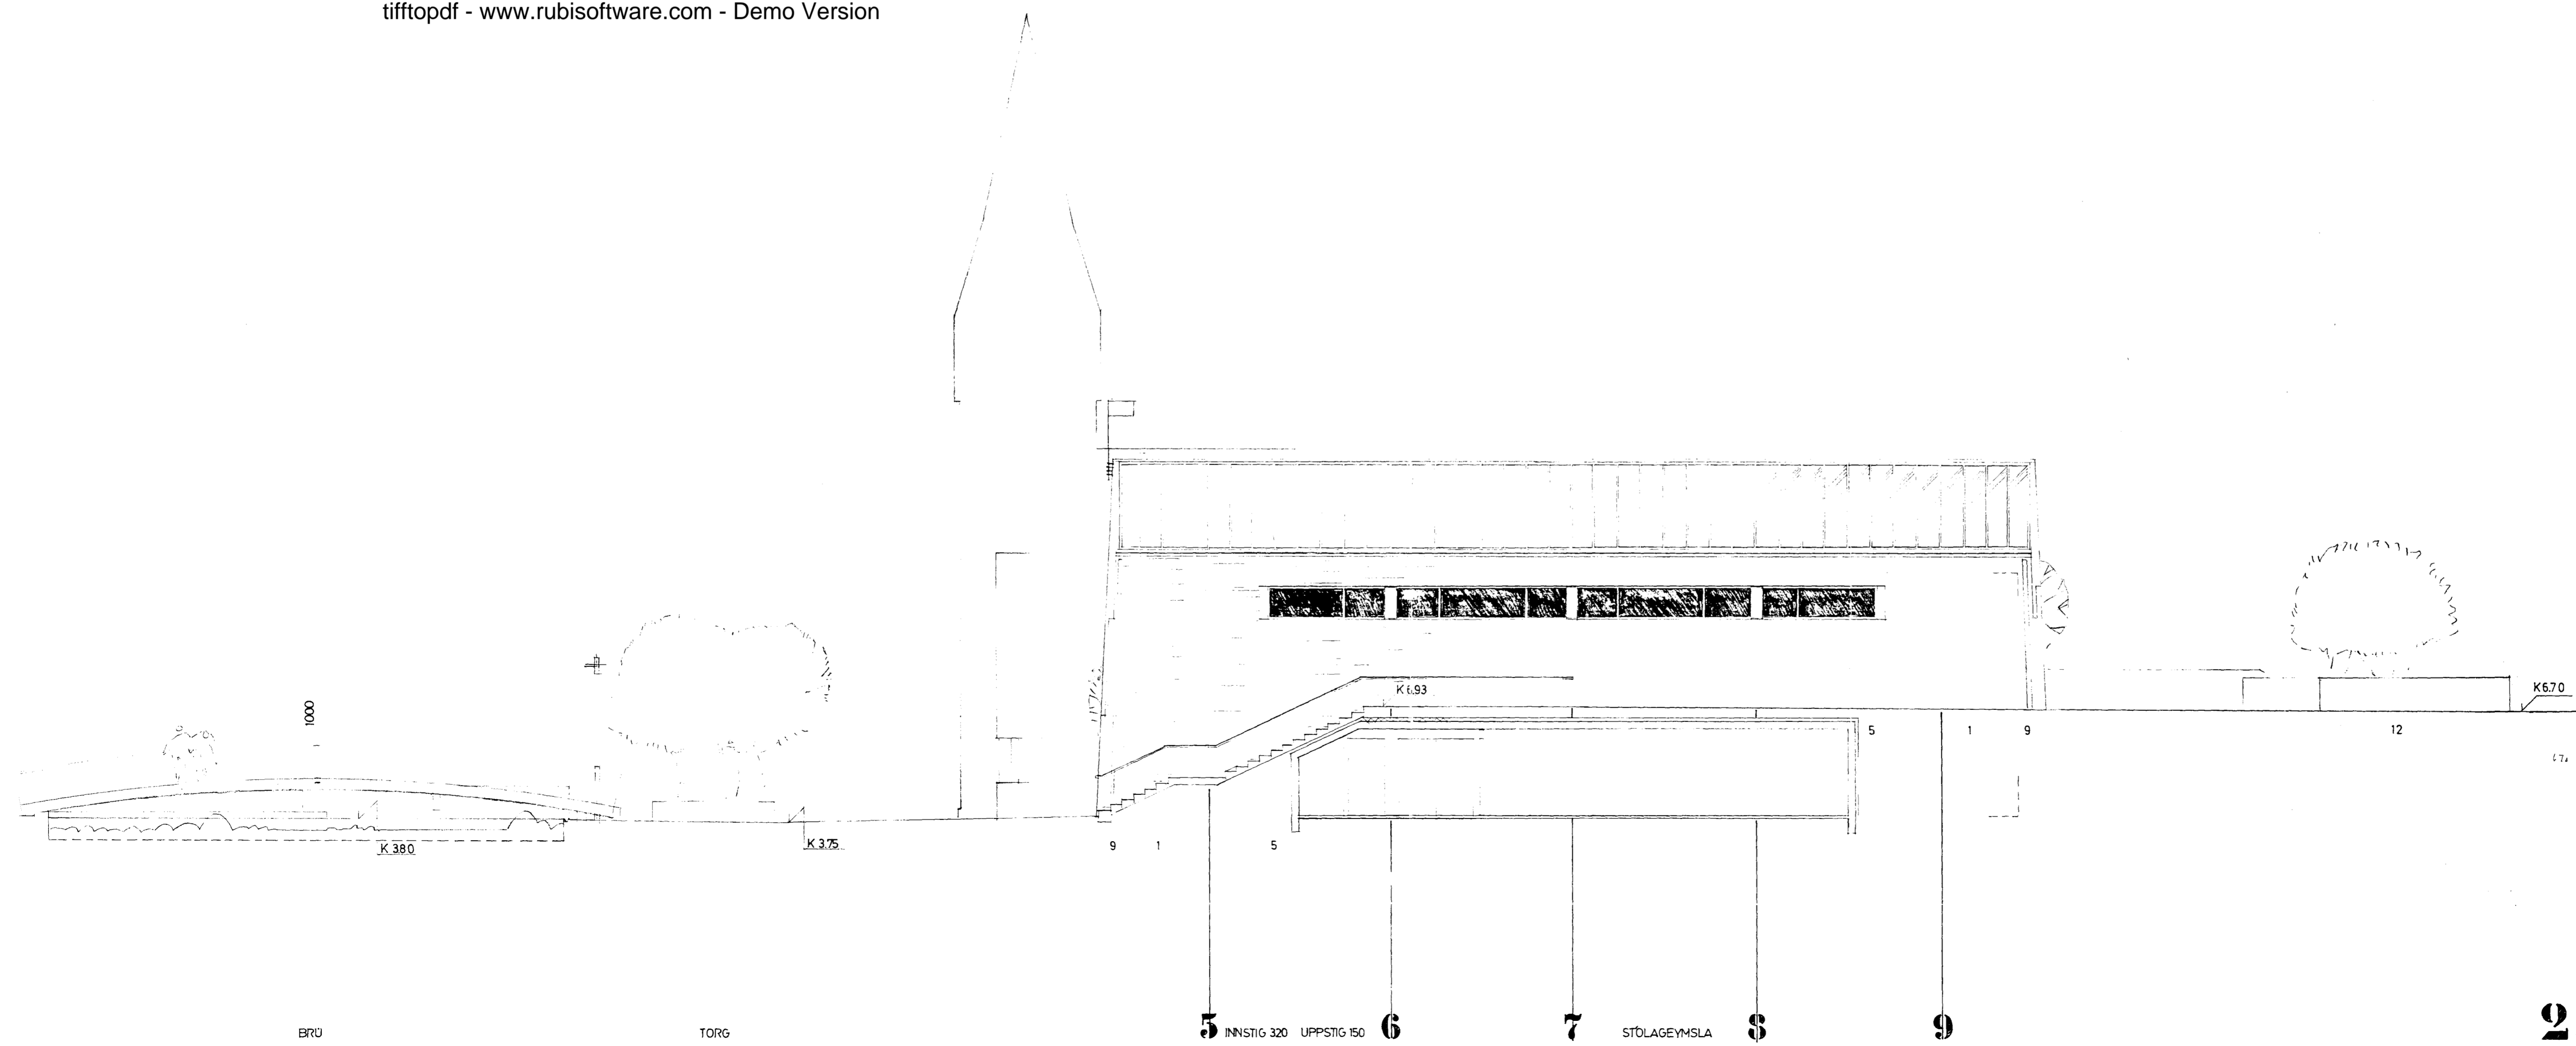 tifftopdf - www.rubisoftware.com - Demo Version
K 6.93
K 6.70
1000
5 1 9 12
K 3.80
K 3.75
9 1 5
BRÚ TORG 5 INNSTIG 320 UPPSTIG 150 6 7 STÓLAGEYMSLA 8 9 2